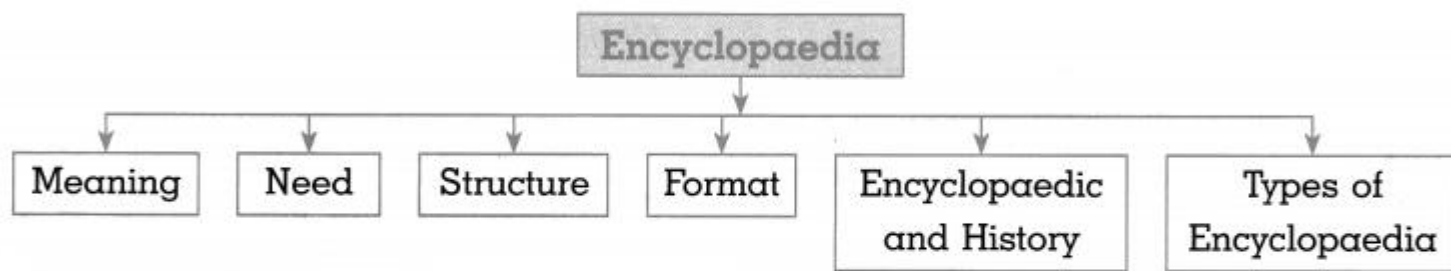 Encyclopaedia
Meaning
Need
Structure
Format
Encyclopaedic
and History
Types of
Encyclopaedia